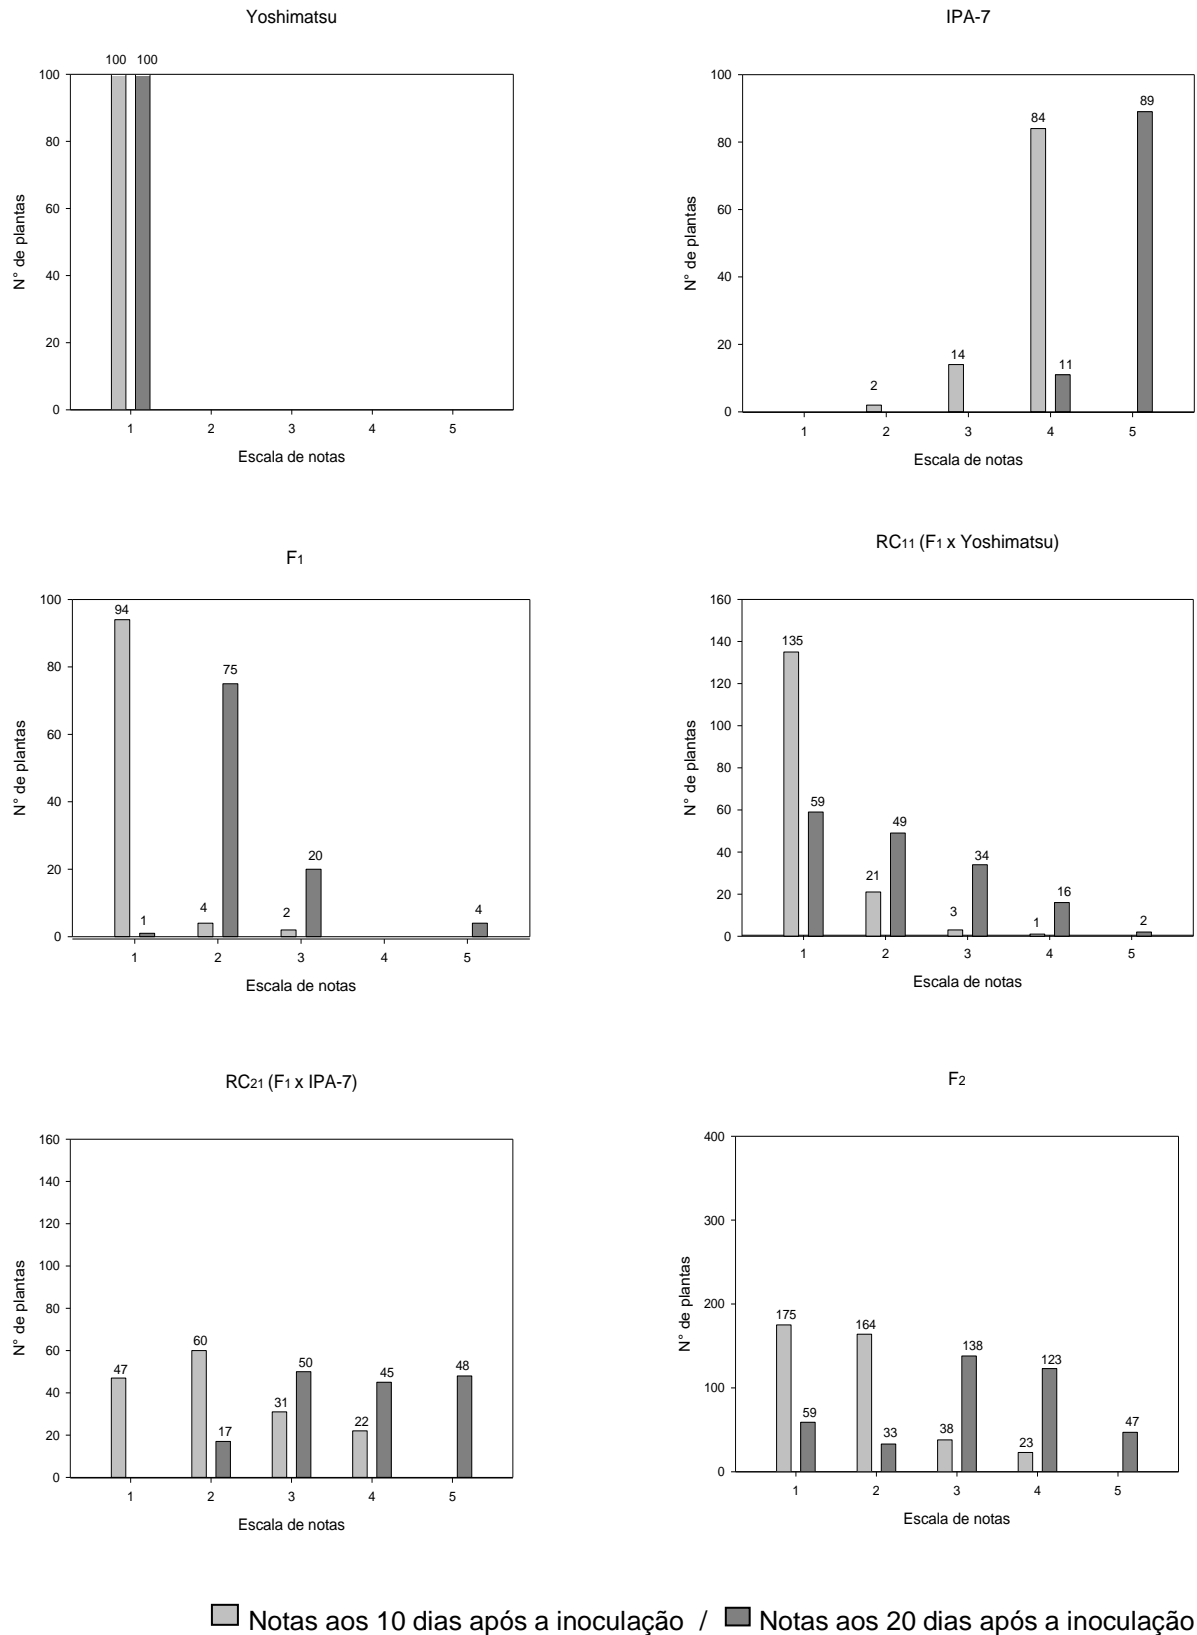 Yoshimatsu
100 100
100
80
60
40
20
0
1 2 3 4 5
N° de plantas
Escala de notas
IPA-7
100
80
60
40
20
0
2 14 84 11 89
1 2 3 4 5
N° de plantas
Escala de notas
F1
100
80
60
40
20
0
94 1 4 75 2 20 4
1 2 3 4 5
N° de plantas
Escala de notas
RC11 (F1 x Yoshimatsu)
160
140
120
100
80
60
40
20
0
135 59 21 49 3 34 1 16 2
1 2 3 4 5
N° de plantas
Escala de notas
RC21 (F1 x IPA-7)
160
140
120
100
80
60
40
20
0
47 60 17 31 50 22 45 48
1 2 3 4 5
N° de plantas
Escala de notas
F2
400
300
200
100
0
175 59 164 33 38 138 23 123 47
1 2 3 4 5
N° de plantas
Escala de notas
Notas aos 10 dias após a inoculação / Notas aos 20 dias após a inoculação